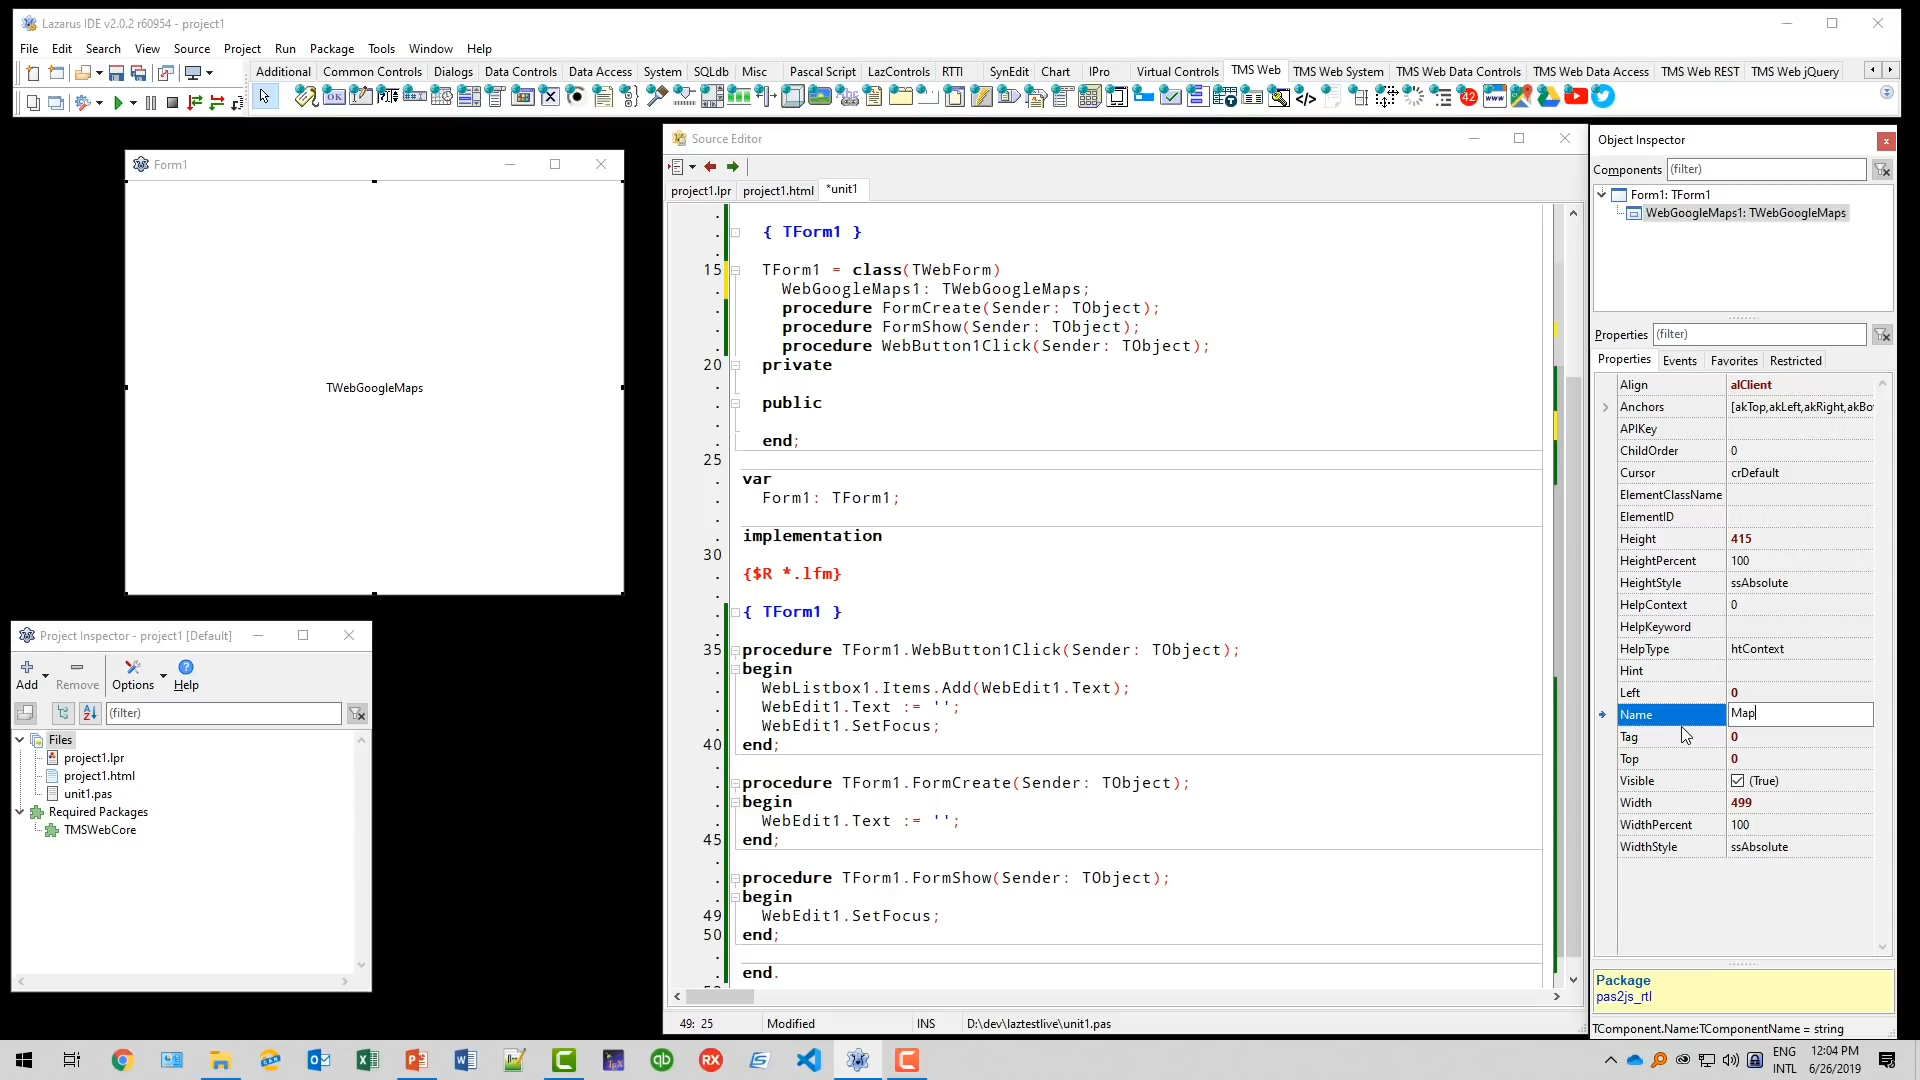 Lazarus IDE v2.0.2 r60954 - project1
File Edit Search View Source Project Run Package Tools Window Help
Additional Common Controls Dialogs Data Controls Data Access System SQLdb Misc Pascal Script LazControls RTTI SynEdit Chart IPro Virtual Controls TMS Web TMS Web System TMS Web Data Controls TMS Web Data Access TMS Web REST TMS Web jQuery
Form1
TWebGoogleMaps
Project Inspector - project1 [Default]
Add Remove Options Help
(filter)
Files
project1.lpr
project1.html
unit1.pas
Required Packages
TMSWebCore
Source Editor
project1.lpr project1.html *unit1
{ TForm1 }
15 TForm1 = class(TWebForm)
WebGoogleMaps1: TWebGoogleMaps;
procedure FormCreate(Sender: TObject);
procedure FormShow(Sender: TObject);
procedure WebButton1Click(Sender: TObject);
20 private
public
end;
25
var
Form1: TForm1;
implementation
30
{$R *.lfm}
{ TForm1 }
35 procedure TForm1.WebButton1Click(Sender: TObject);
begin
WebListbox1.Items.Add(WebEdit1.Text);
WebEdit1.Text := '';
WebEdit1.SetFocus;
40 end;
procedure TForm1.FormCreate(Sender: TObject);
begin
WebEdit1.Text := '';
45 end;
procedure TForm1.FormShow(Sender: TObject);
begin
49 WebEdit1.SetFocus;
50 end;
end.
49: 25 Modified INS D:\dev\laztestlive\unit1.pas
Object Inspector
Components (filter)
Form1: TForm1
WebGoogleMaps1: TWebGoogleMaps
Properties (filter)
Properties Events Favorites Restricted
Align alClient
Anchors [akTop,akLeft,akRight,akBo
APIKey
ChildOrder 0
Cursor crDefault
ElementClassName
ElementID
Height 415
HeightPercent 100
HeightStyle ssAbsolute
HelpContext 0
HelpKeyword
HelpType htContext
Hint
Left 0
Name Map
Tag 0
Top 0
Visible (True)
Width 499
WidthPercent 100
WidthStyle ssAbsolute
Package
pas2js_rtl
TComponent.Name:TComponentName = string
ENG
INTL
12:04 PM
6/26/2019